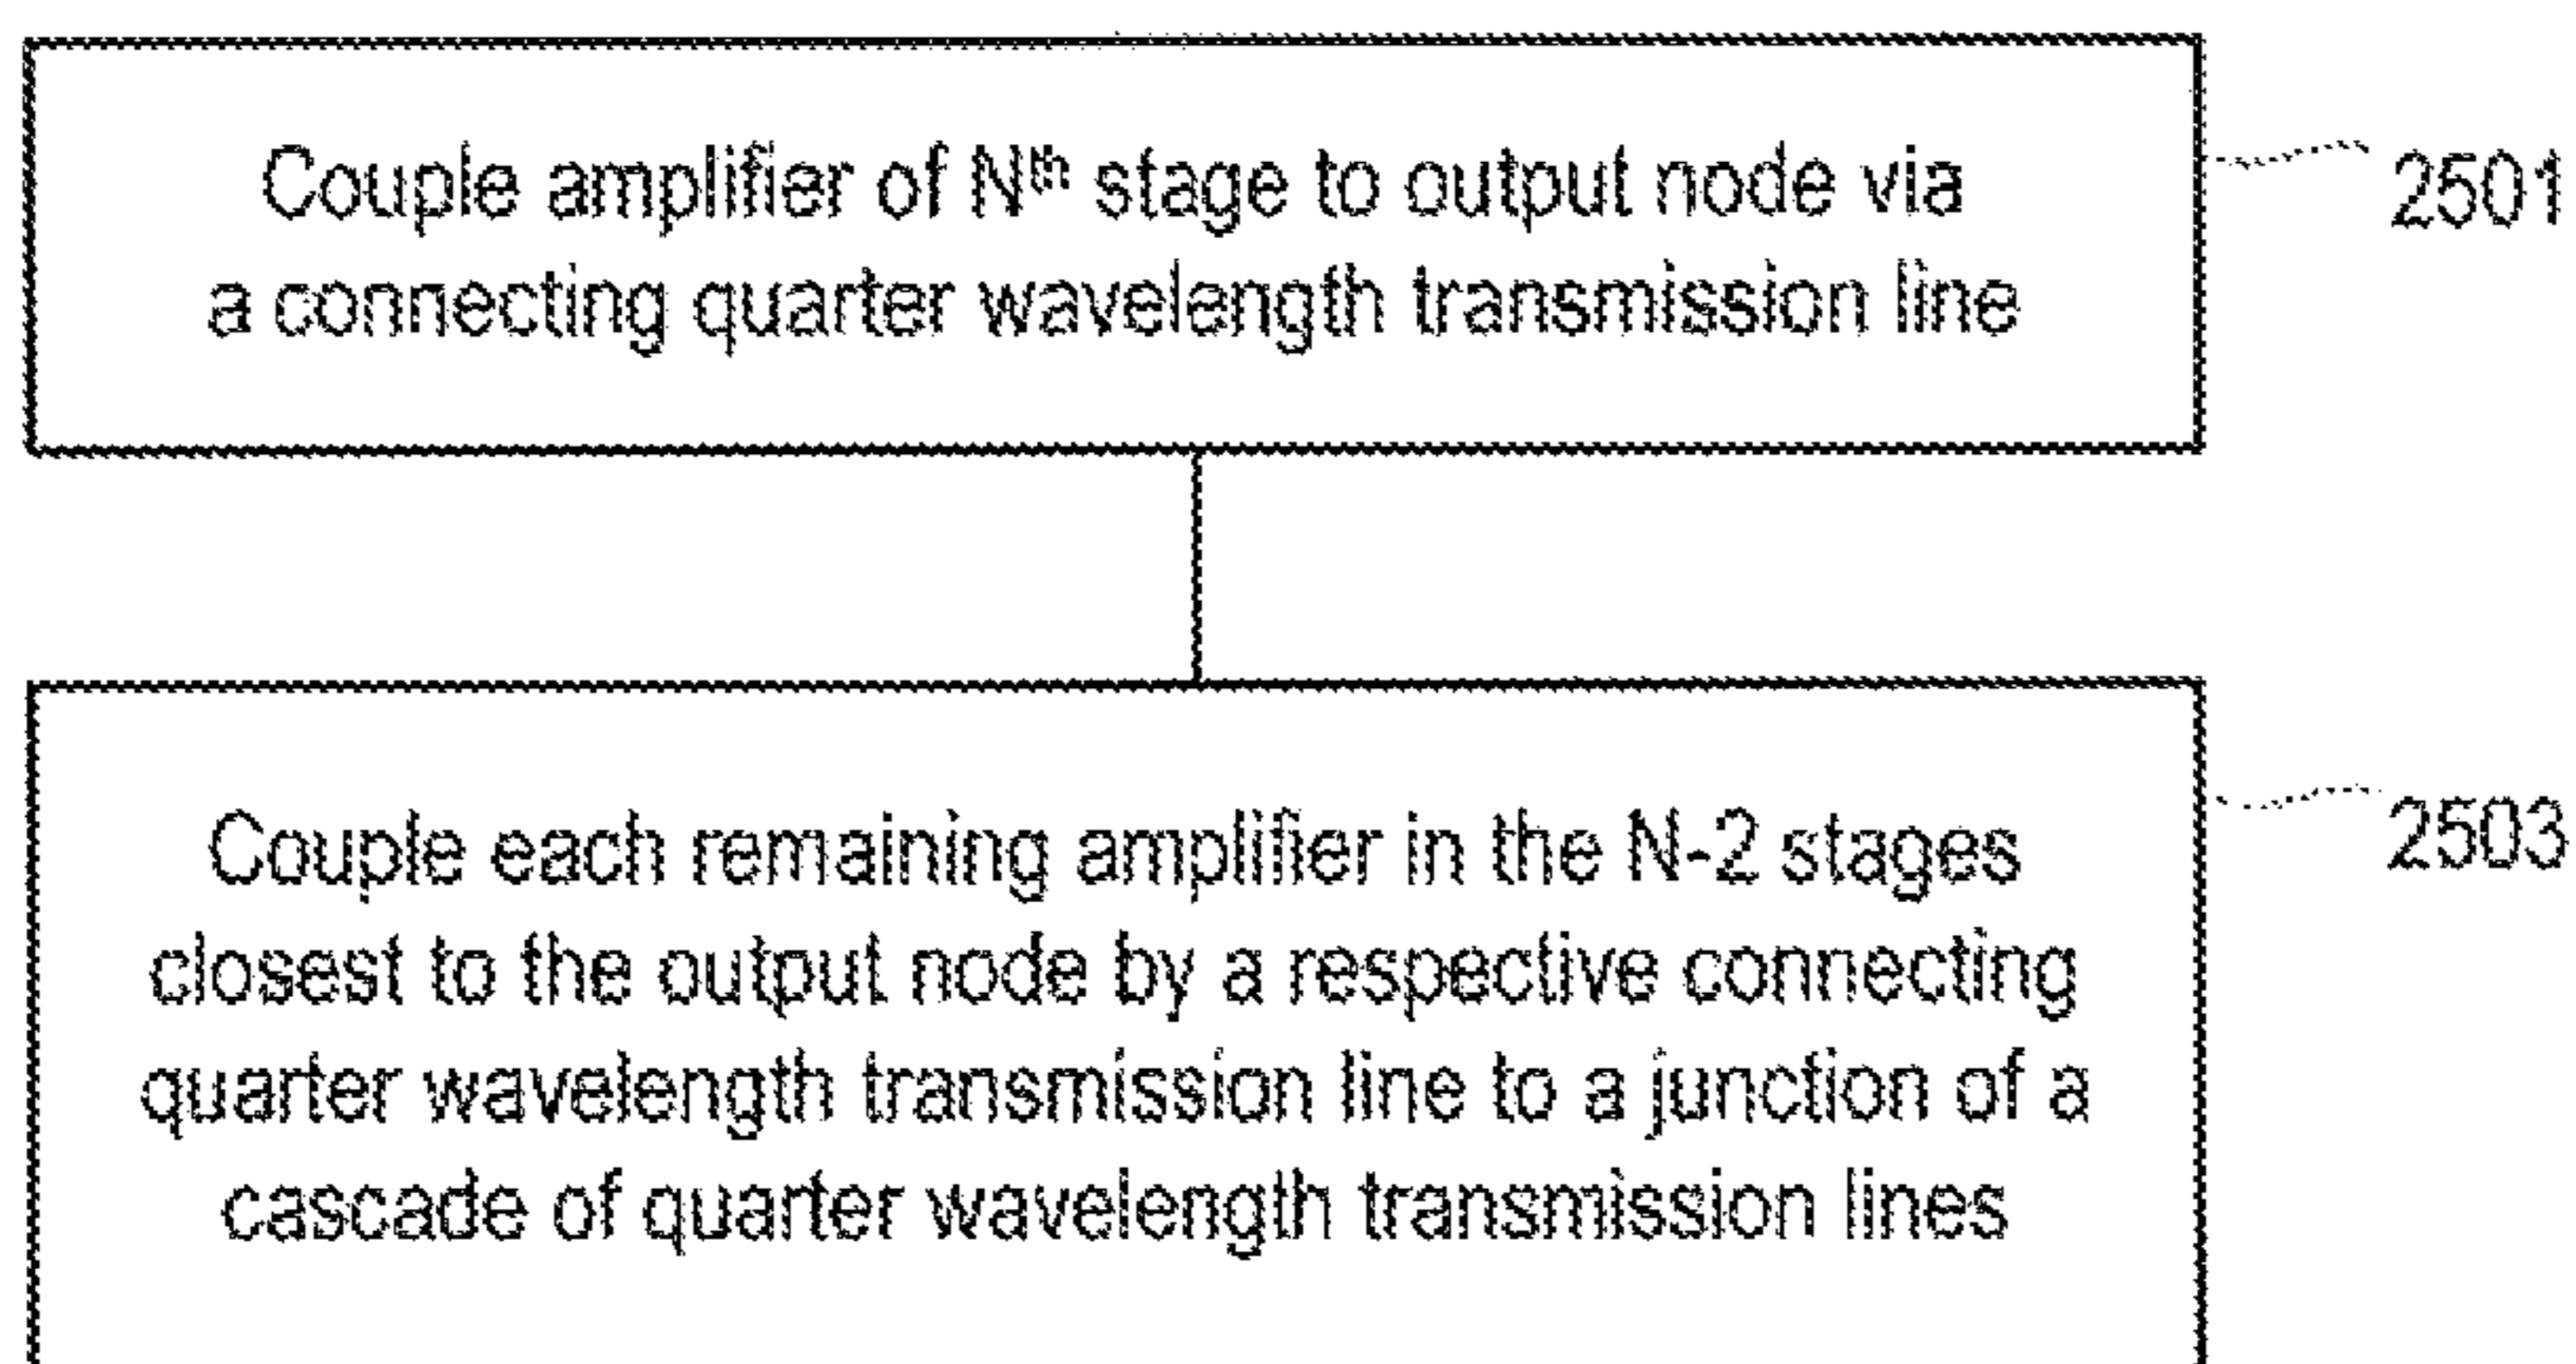 Couple amplifier of Nth stage to output node via
a connecting quarter wavelength transmission line
2501
Couple each remaining amplifier in the N-2 stages
closest to the output node by a respective connecting
quarter wavelength transmission line to a junction of a
cascade of quarter wavelength transmission lines
2503